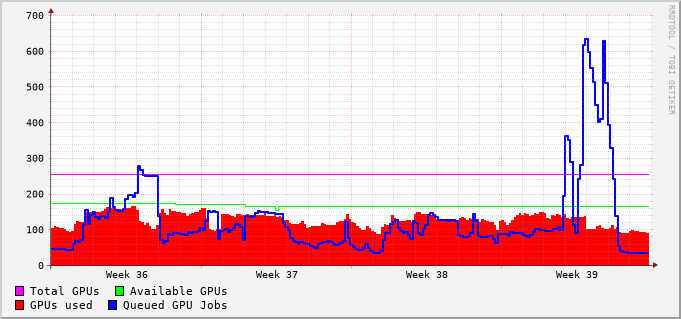 700
600
500
400
300
200
100
0
Week 36 Week 37 Week 38 Week 39
Total GPUs Available GPUs
GPUs used Queued GPU Jobs
RRDTOOL / TOBI OETIKER